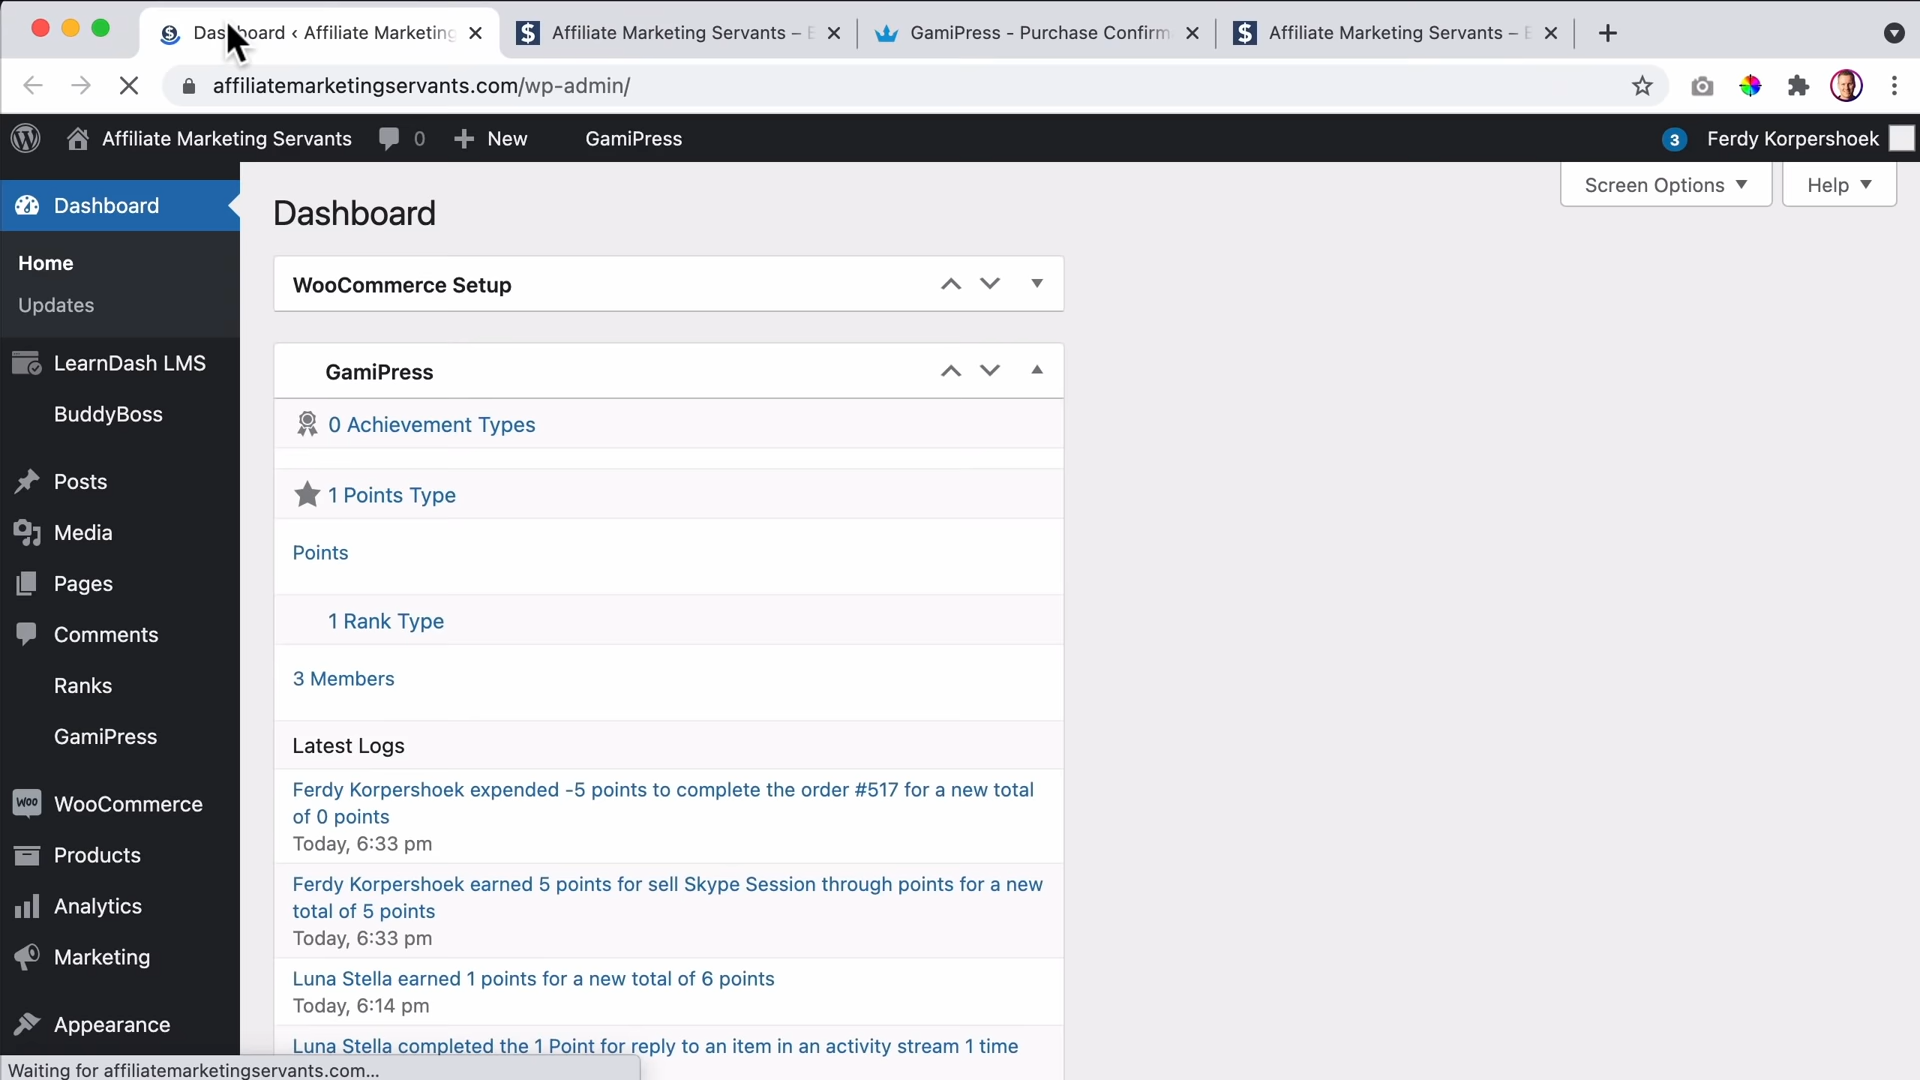 Dashboard ‹ Affiliate Marketing
Affiliate Marketing Servants –
GamiPress - Purchase Confirm
Affiliate Marketing Servants –
affiliatemarketingservants.com/wp-admin/
Affiliate Marketing Servants
0
New
GamiPress
3
Ferdy Korpershoek
Screen Options
Help
Dashboard
Home
Updates
LearnDash LMS
BuddyBoss
Posts
Media
Pages
Comments
Ranks
GamiPress
WOO WooCommerce
Products
Analytics
Marketing
Appearance
Dashboard
WooCommerce Setup
GamiPress
0 Achievement Types
1 Points Type
Points
1 Rank Type
3 Members
Latest Logs
Ferdy Korpershoek expended -5 points to complete the order #517 for a new total
of 0 points
Today, 6:33 pm
Ferdy Korpershoek earned 5 points for sell Skype Session through points for a new
total of 5 points
Today, 6:33 pm
Luna Stella earned 1 points for a new total of 6 points
Today, 6:14 pm
Luna Stella completed the 1 Point for reply to an item in an activity stream 1 time
Waiting for affiliatemarketingservants.com...